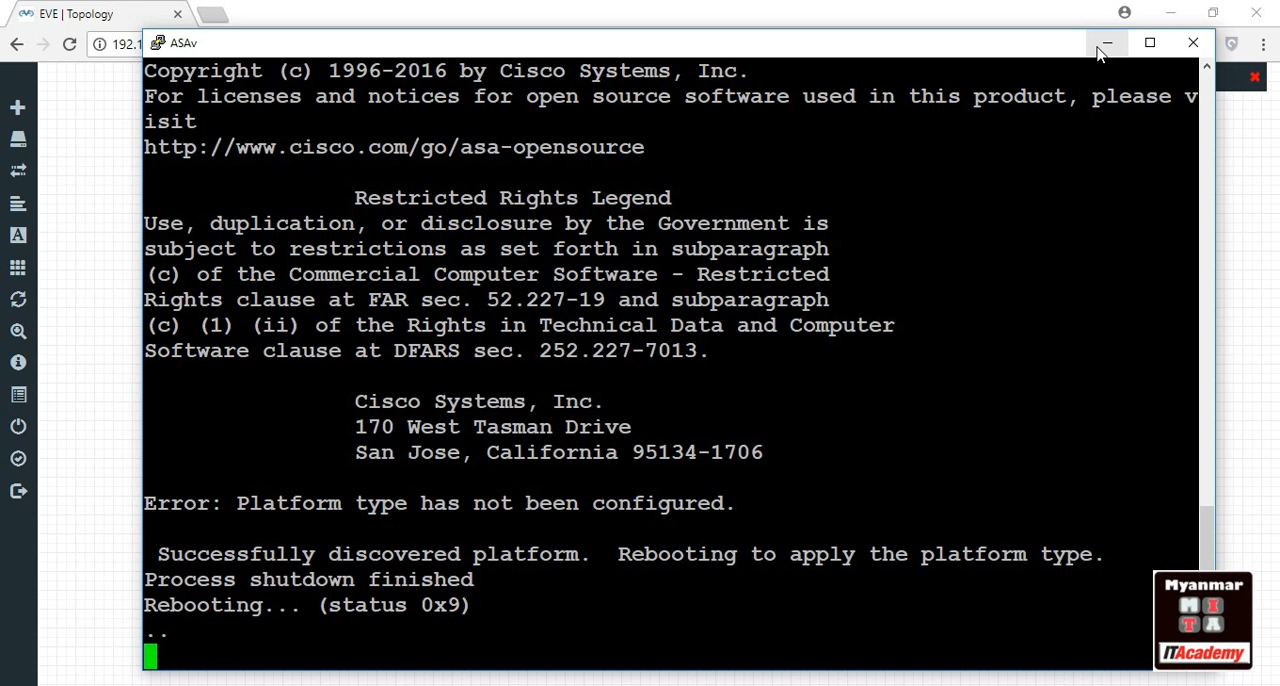 EVE | Topology
192.1
ASAv
Copyright (c) 1996-2016 by Cisco Systems, Inc.
For licenses and notices for open source software used in this product, please v
isit
http://www.cisco.com/go/asa-opensource
Restricted Rights Legend
Use, duplication, or disclosure by the Government is
subject to restrictions as set forth in subparagraph
(c) of the Commercial Computer Software - Restricted
Rights clause at FAR sec. 52.227-19 and subparagraph
(c) (1) (ii) of the Rights in Technical Data and Computer
Software clause at DFARS sec. 252.227-7013.
Cisco Systems, Inc.
170 West Tasman Drive
San Jose, California 95134-1706
Error: Platform type has not been configured.
Successfully discovered platform.  Rebooting to apply the platform type.
Process shutdown finished
Rebooting... (status 0x9)
..
Myanmar
M I
T A
ITAcademy